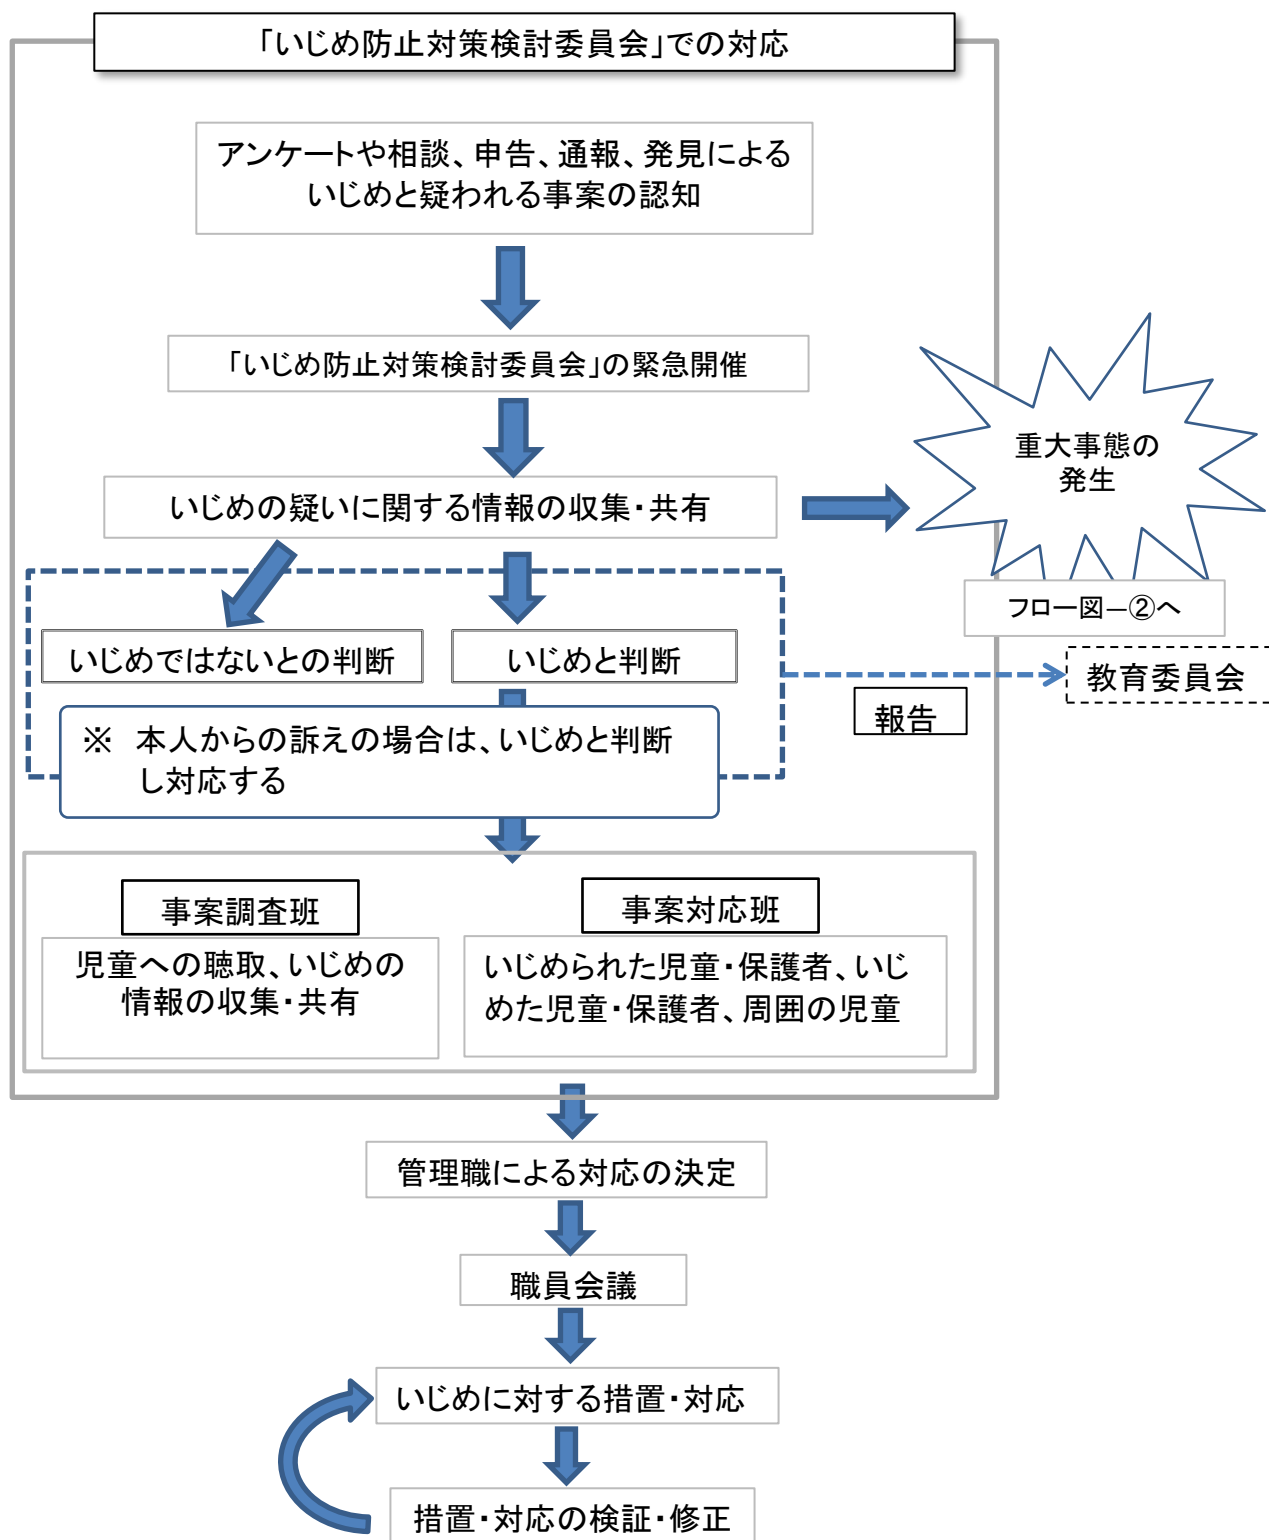 「いじめ防止対策検討委員会」での対応
アンケートや相談、申告、通報、発見による
いじめと疑われる事案の認知
「いじめ防止対策検討委員会」の緊急開催
いじめの疑いに関する情報の収集・共有
重大事態の
発生
フロー図―②へ
いじめではないとの判断
いじめと判断
教育委員会
報告
※ 本人からの訴えの場合は、いじめと判断
し対応する
事案調査班
児童への聴取、いじめの
情報の収集・共有
事案対応班
いじめられた児童・保護者、いじ
めた児童・保護者、周囲の児童
管理職による対応の決定
職員会議
いじめに対する措置・対応
措置・対応の検証・修正